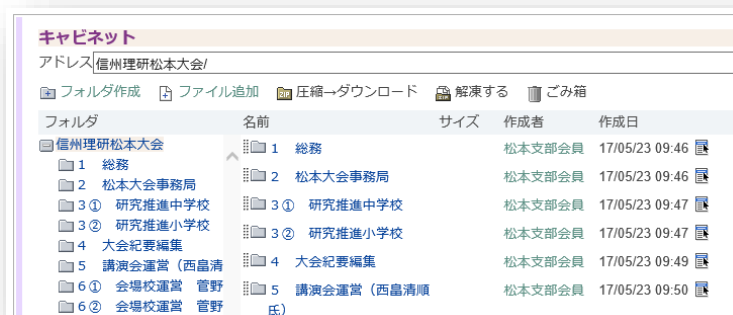 キャビネット
アドレス 信州理研松本大会/
フォルダ作成 ファイル追加 圧縮→ダウンロード 解凍する ごみ箱
フォルダ 名前 サイズ 作成者 作成日
信州理研松本大会
1 総務
2 松本大会事務局
3① 研究推進中学校
3② 研究推進小学校
4 大会紀要編集
5 講演会運営（西畠清
6① 会場校運営 菅野
6② 会場校運営 菅野
1 総務 松本支部会員 17/05/23 09:46
2 松本大会事務局 松本支部会員 17/05/23 09:46
3① 研究推進中学校 松本支部会員 17/05/23 09:47
3② 研究推進小学校 松本支部会員 17/05/23 09:47
4 大会紀要編集 松本支部会員 17/05/23 09:49
5 講演会運営（西畠清順 松本支部会員 17/05/23 09:50
氏）